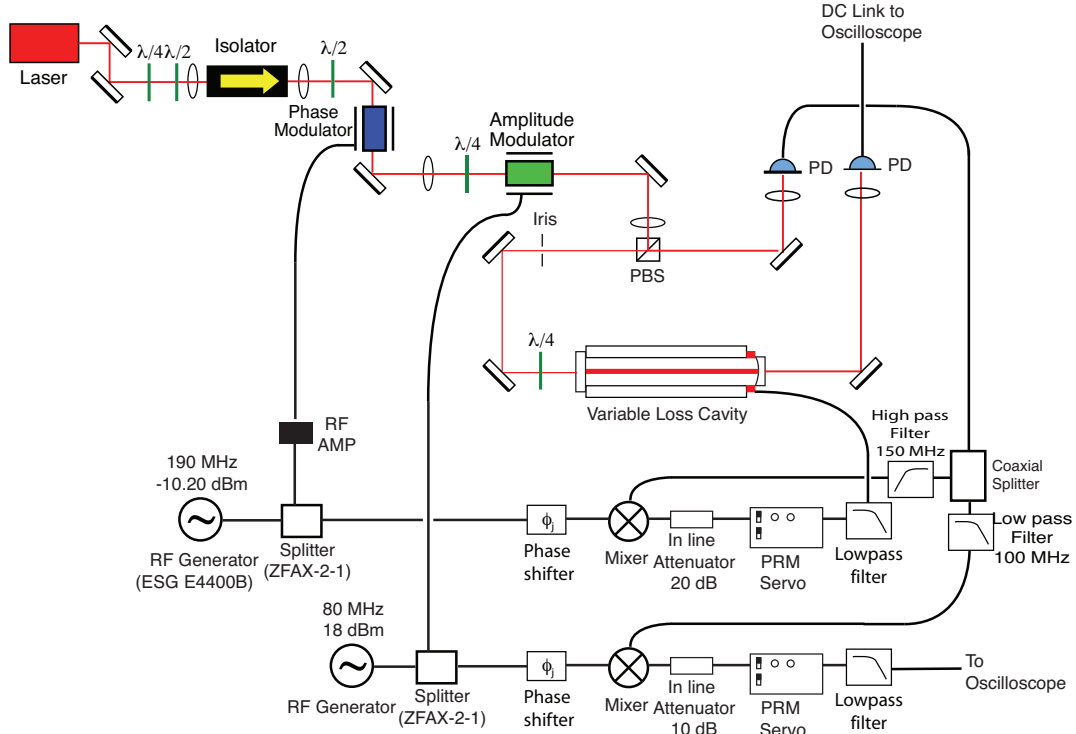 DC Link to
Oscilloscope
Laser
λ/4
λ/2
Isolator
λ/2
Phase
Modulator
λ/4
Amplitude
Modulator
PD
PD
Iris
PBS
λ/4
Variable Loss Cavity
High pass
Filter
150 MHz
Coaxial
Splitter
Low pass
Filter
100 MHz
RF
AMP
190 MHz
-10.20 dBm
RF Generator
(ESG E4400B)
Splitter
(ZFAX-2-1)
ϕj
Phase
shifter
Mixer
In line
Attenuator
20 dB
PRM
Servo
Lowpass
filter
80 MHz
18 dBm
RF Generator
Splitter
(ZFAX-2-1)
ϕj
Phase
shifter
Mixer
In line
Attenuator
10 dB
PRM
Servo
Lowpass
filter
To
Oscilloscope